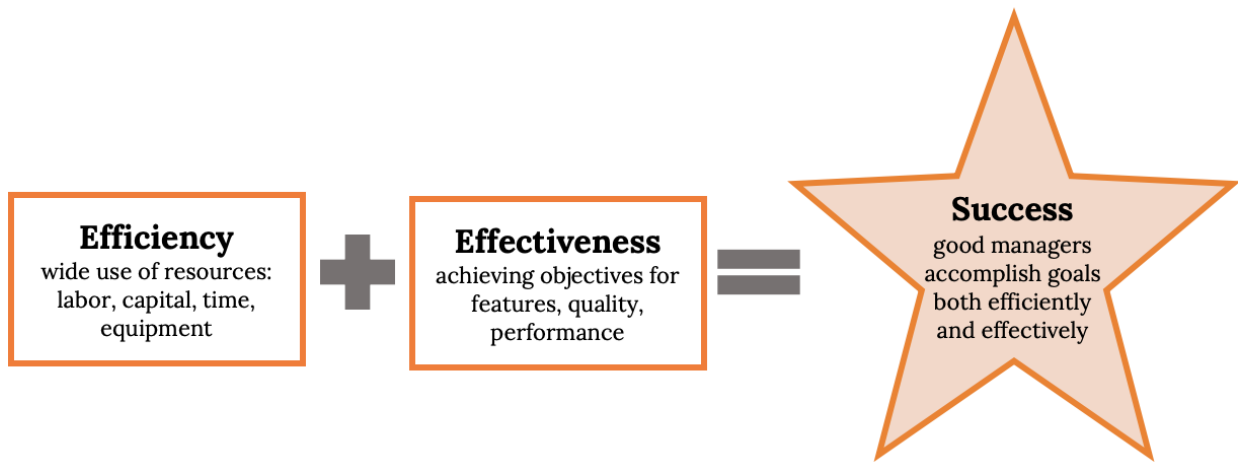 Efficiency
wide use of resources:
labor, capital, time,
equipment
Effectiveness
achieving objectives for
features, quality,
performance
Success
good managers
accomplish goals
both efficiently
and effectively